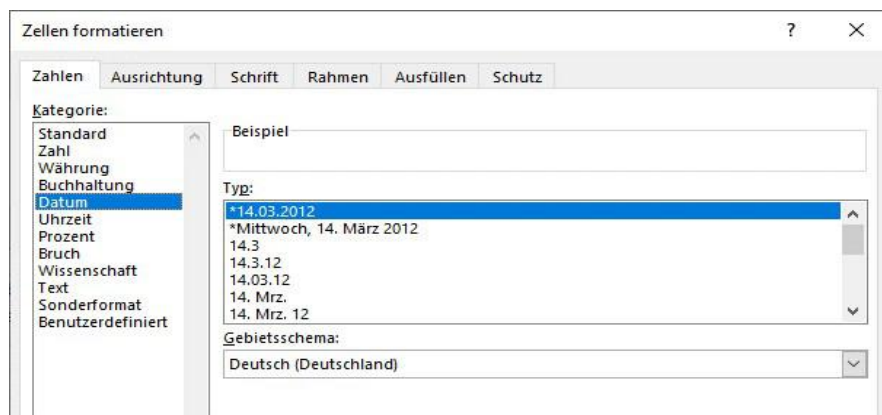 Zellen formatieren
Zahlen Ausrichtung Schrift Rahmen Ausfüllen Schutz
Kategorie:
Standard
Zahl
Währung
Buchhaltung
Datum
Uhrzeit
Prozent
Bruch
Wissenschaft
Text
Sonderformat
Benutzerdefiniert
Beispiel
Typ:
*14.03.2012
*Mittwoch, 14. März 2012
14.3
14.3.12
14.03.12
14. Mrz.
14. Mrz. 12
Gebietsschema:
Deutsch (Deutschland)